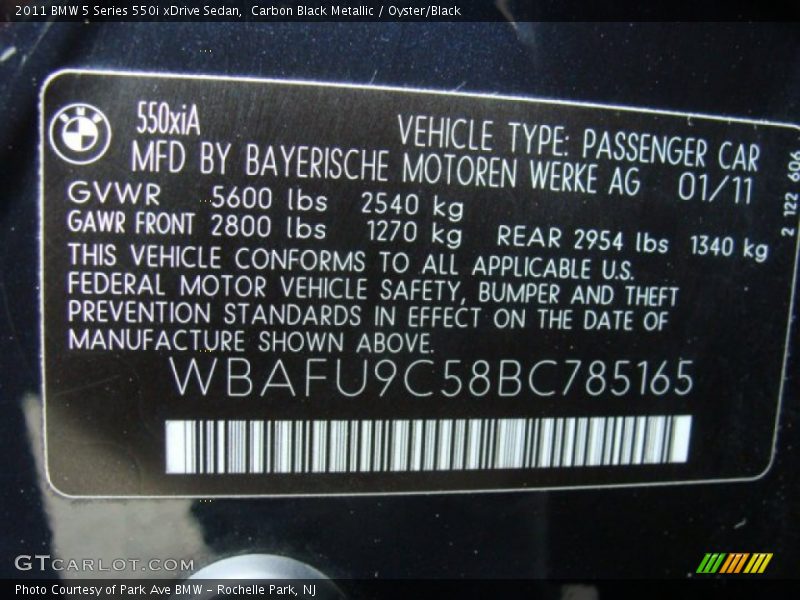 2011 BMW 5 Series 550i xDrive Sedan,  Carbon Black Metallic / Oyster/Black
BMW
550xiA
VEHICLE TYPE: PASSENGER CAR
MFD BY BAYERISCHE MOTOREN WERKE AG 01/11
GVWR 5600 lbs 2540 kg
GAWR FRONT 2800 lbs 1270 kg REAR 2954 lbs 1340 kg
THIS VEHICLE CONFORMS TO ALL APPLICABLE U.S.
FEDERAL MOTOR VEHICLE SAFETY, BUMPER AND THEFT
PREVENTION STANDARDS IN EFFECT ON THE DATE OF
MANUFACTURE SHOWN ABOVE.
WBAFU9C58BC785165
2 122 606
GTCARLOT.COM
Photo Courtesy of Park Ave BMW - Rochelle Park, NJ